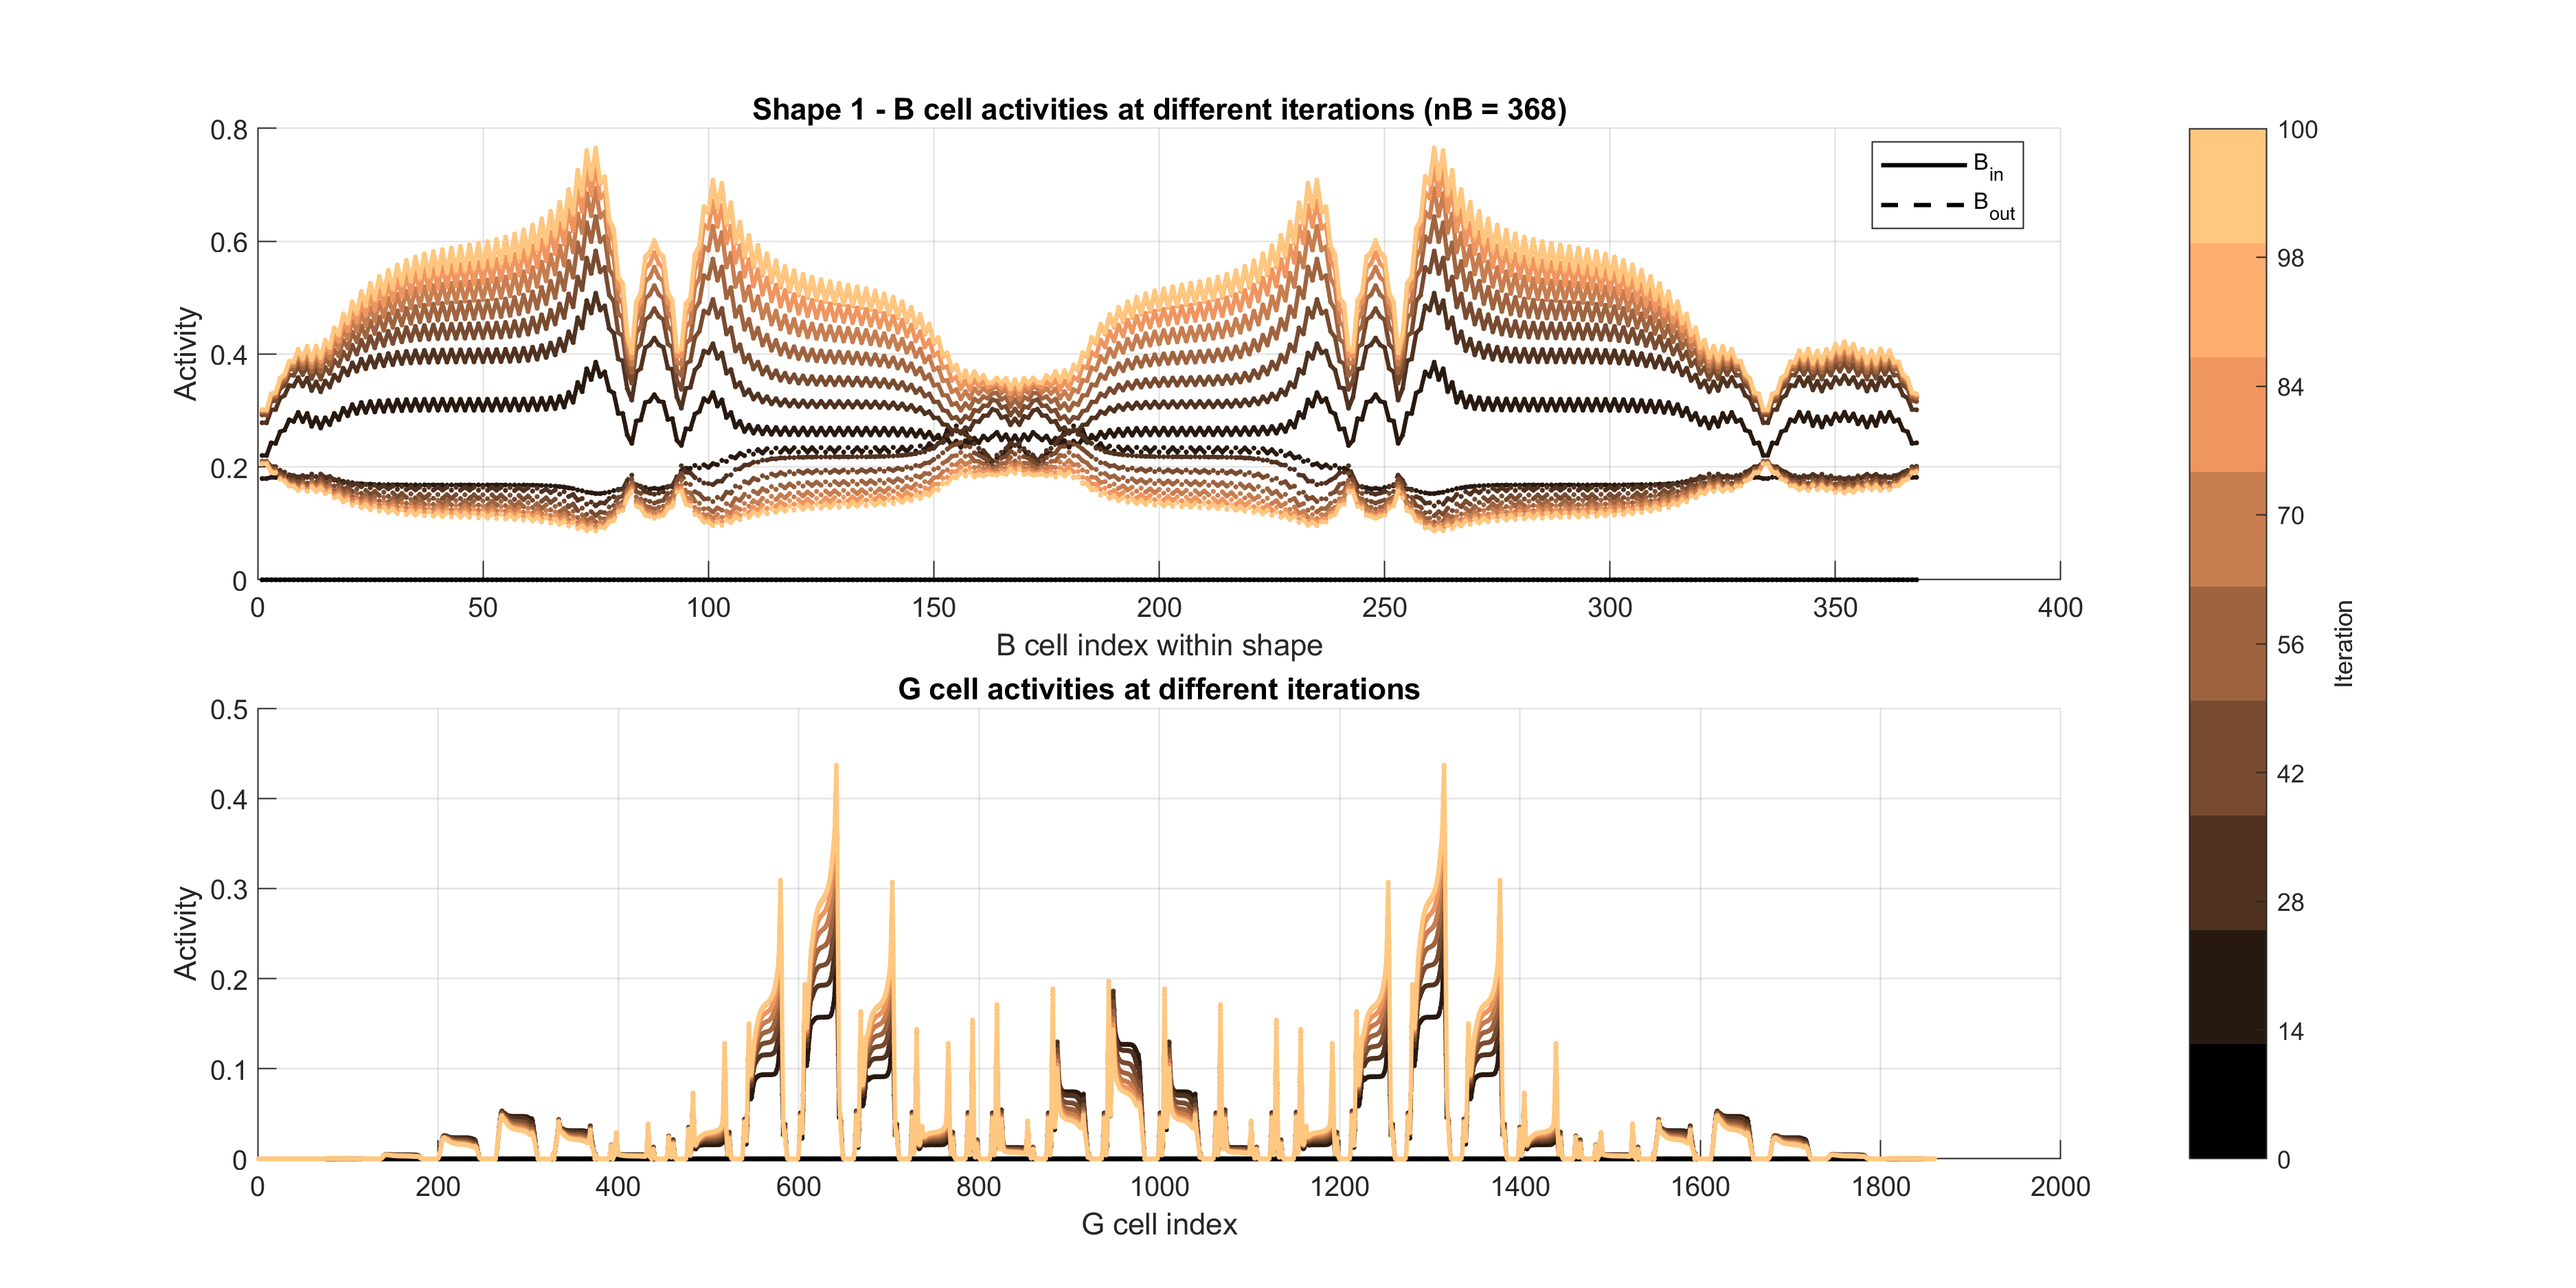 Shape 1 - B cell activities at different iterations (nB = 368)
0.8
0.6
0.4
0.2
0
Activity
B_in
B_out
0 50 100 150 200 250 300 350 400
B cell index within shape
G cell activities at different iterations
0.5
0.4
0.3
0.2
0.1
0
Activity
0 200 400 600 800 1000 1200 1400 1600 1800 2000
G cell index
100
98
84
70
56
42
28
14
0
Iteration